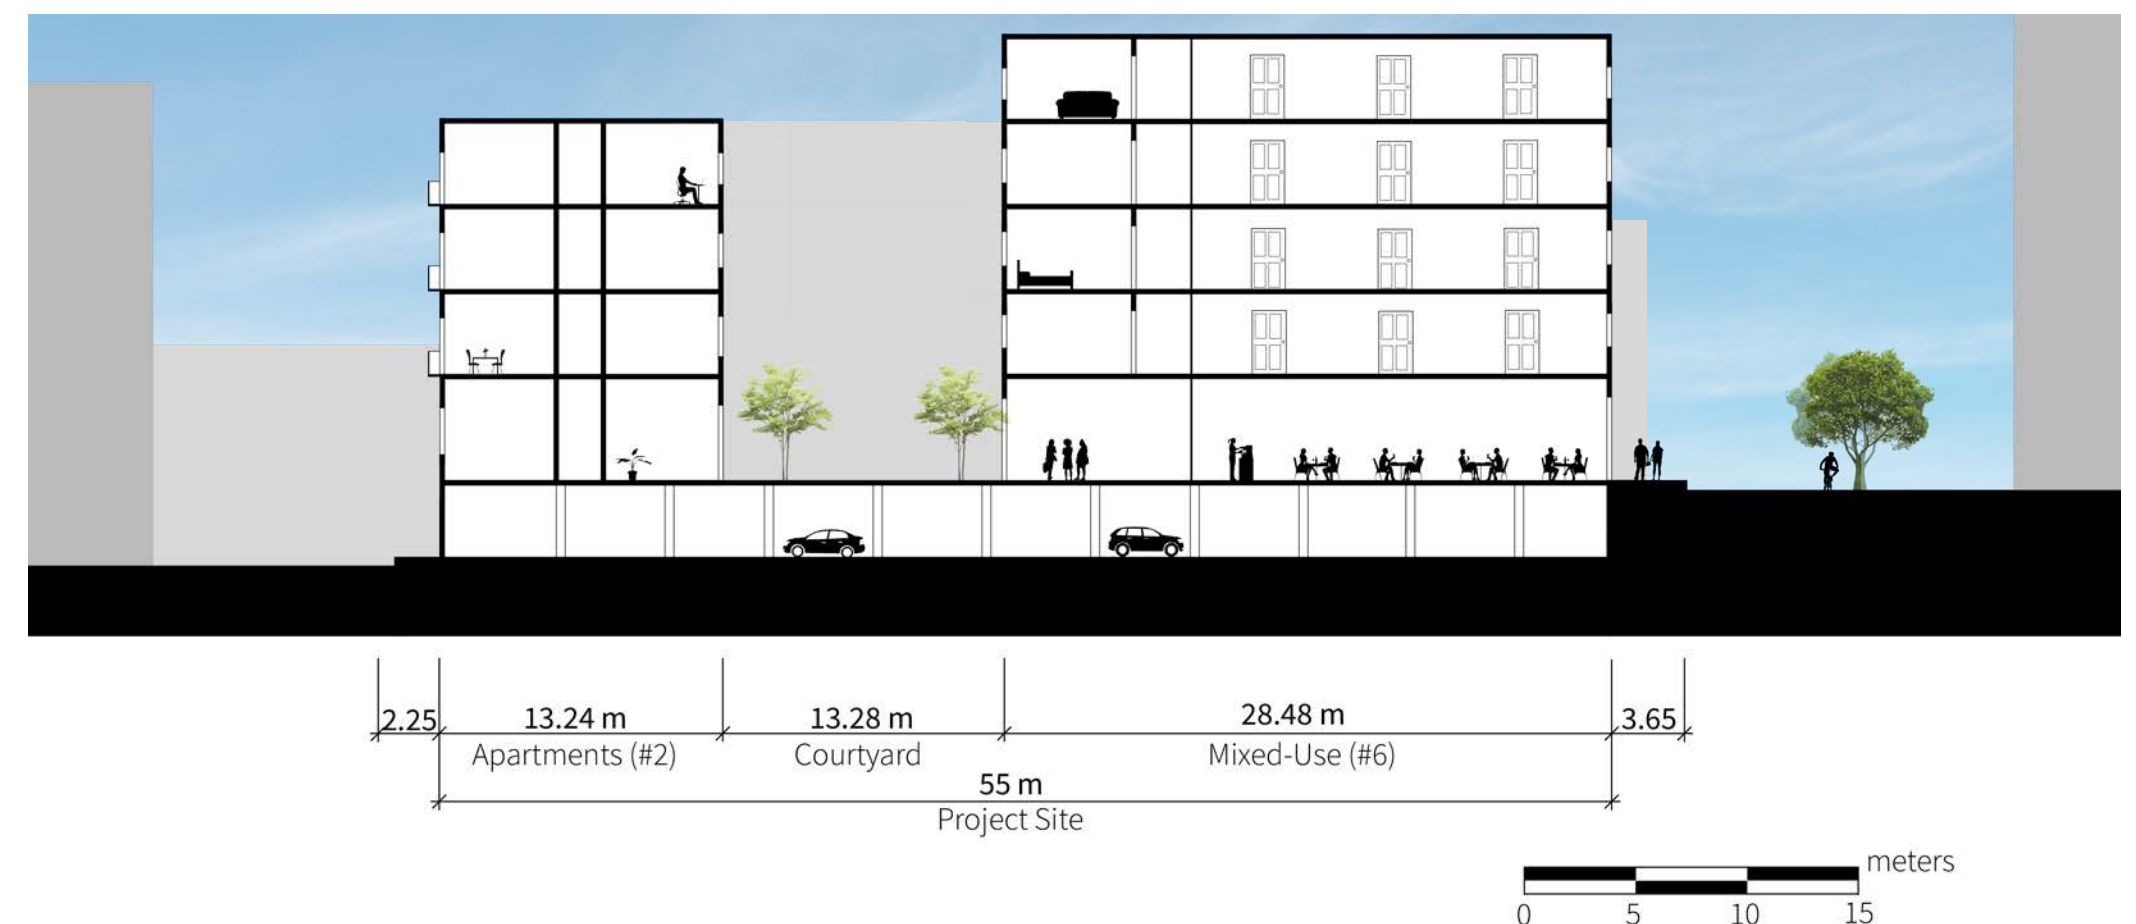 2.25
13.24 m
13.28 m
28.48 m
3.65
Apartments (#2)
Courtyard
Mixed-Use (#6)
55 m
Project Site
meters
0 5 10 15